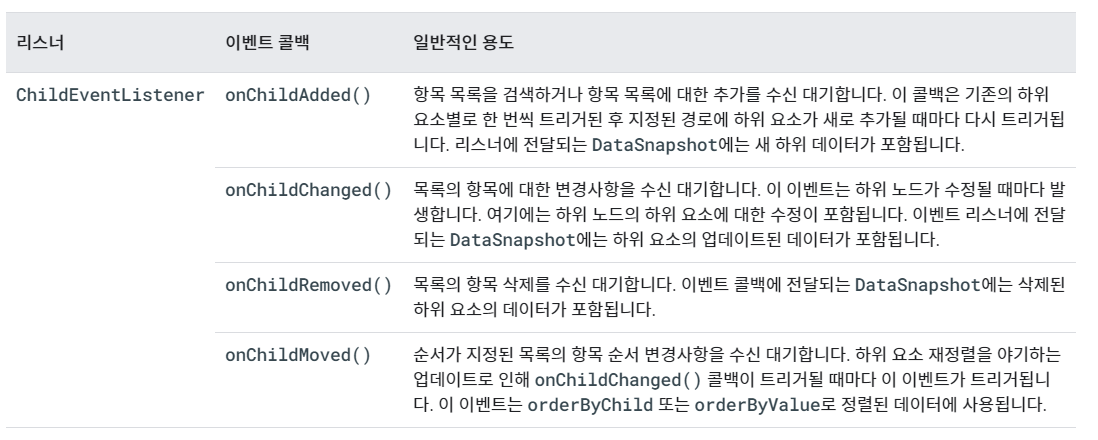 리스너 이벤트 콜백 일반적인 용도
ChildEventListener onChildAdded() 항목 목록을 검색하거나 항목 목록에 대한 추가를 수신 대기합니다. 이 콜백은 기존의 하위
요소별로 한 번씩 트리거된 후 지정된 경로에 하위 요소가 새로 추가될 때마다 다시 트리거됩
니다. 리스너에 전달되는 DataSnapshot에는 새 하위 데이터가 포함됩니다.
onChildChanged() 목록의 항목에 대한 변경사항을 수신 대기합니다. 이 이벤트는 하위 노드가 수정될 때마다 발
생합니다. 여기에는 하위 노드의 하위 요소에 대한 수정이 포함됩니다. 이벤트 리스너에 전달
되는 DataSnapshot에는 하위 요소의 업데이트된 데이터가 포함됩니다.
onChildRemoved() 목록의 항목 삭제를 수신 대기합니다. 이벤트 콜백에 전달되는 DataSnapshot에는 삭제된
하위 요소의 데이터가 포함됩니다.
onChildMoved() 순서가 지정된 목록의 항목 순서 변경사항을 수신 대기합니다. 하위 요소 재정렬을 야기하는
업데이트로 인해 onChildChanged() 콜백이 트리거될 때마다 이 이벤트가 트리거됩니
다. 이 이벤트는 orderByChild 또는 orderByValue로 정렬된 데이터에 사용됩니다.